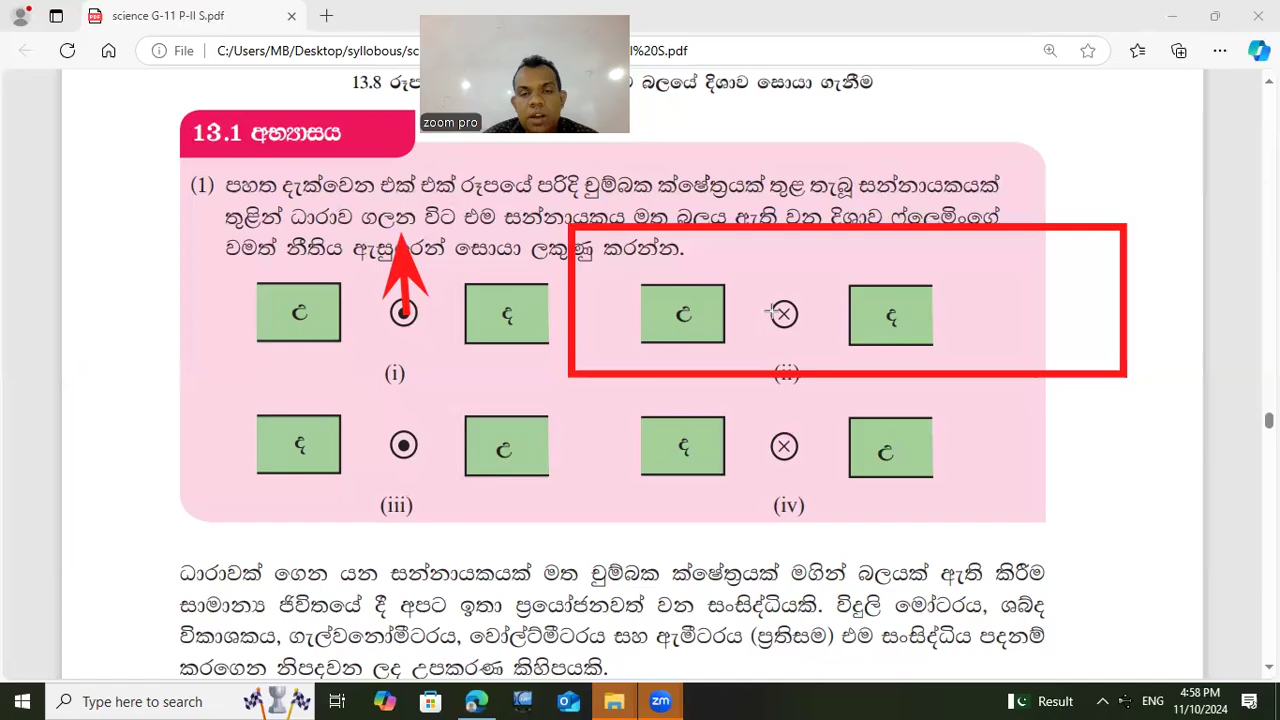 science G-11 P-II S.pdf
File C:/Users/MB/Desktop/syllobous/sc
l%20S.pdf
13.8 රූප
බලයේ දිශාව සොයා ගැනීම
zoom pro
13.1 අභ්‍යාසය
(1) පහත දැක්වෙන එක් එක් රූපයේ පරිදි චුම්බක ක්ෂේත්‍රයක් තුළ තැබූ සන්නායකයක්
තුළින් ධාරාව ගලන විට එම සන්නායකය මත බලය ඇති වන දිශාව ෆ්ලෙමිංගේ
වමත් නීතිය ඇසුරෙන් සොයා ලකුණු කරන්න.
උ ද උ ද
(i) (ii)
ද උ ද උ
(iii) (iv)
ධාරාවක් ගෙන යන සන්නායකයක් මත චුම්බක ක්ෂේත්‍රයක් මගින් බලයක් ඇති කිරීම
සාමාන්‍ය ජිවිතයේ දී අපට ඉතා ප්‍රයෝජනවත් වන සංසිද්ධියකි. විදුලි මෝටරය, ශබ්ද
විකාශකය, ගැල්වනෝමීටරය, වෝල්ට්මීටරය සහ ඇමීටරය (ප්‍රතිසම) එම සංසිද්ධිය පදනම්
කරගෙන නිපදවන ලද උපකරණ කිහිපයකි.
Type here to search
Result
ENG
4:58 PM
11/10/2024